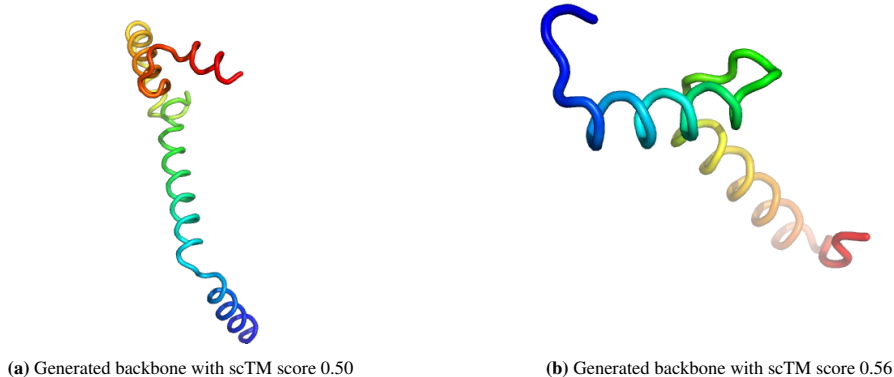 (a) Generated backbone with scTM score 0.50
(b) Generated backbone with scTM score 0.56